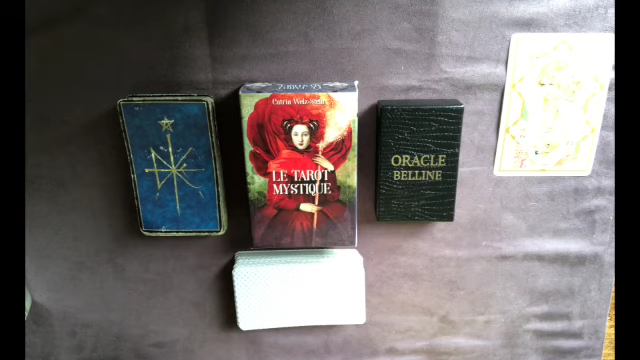 Catrin Welz-Stein
LE TAROT
MYSTIQUE
ORACLE
BELLINE